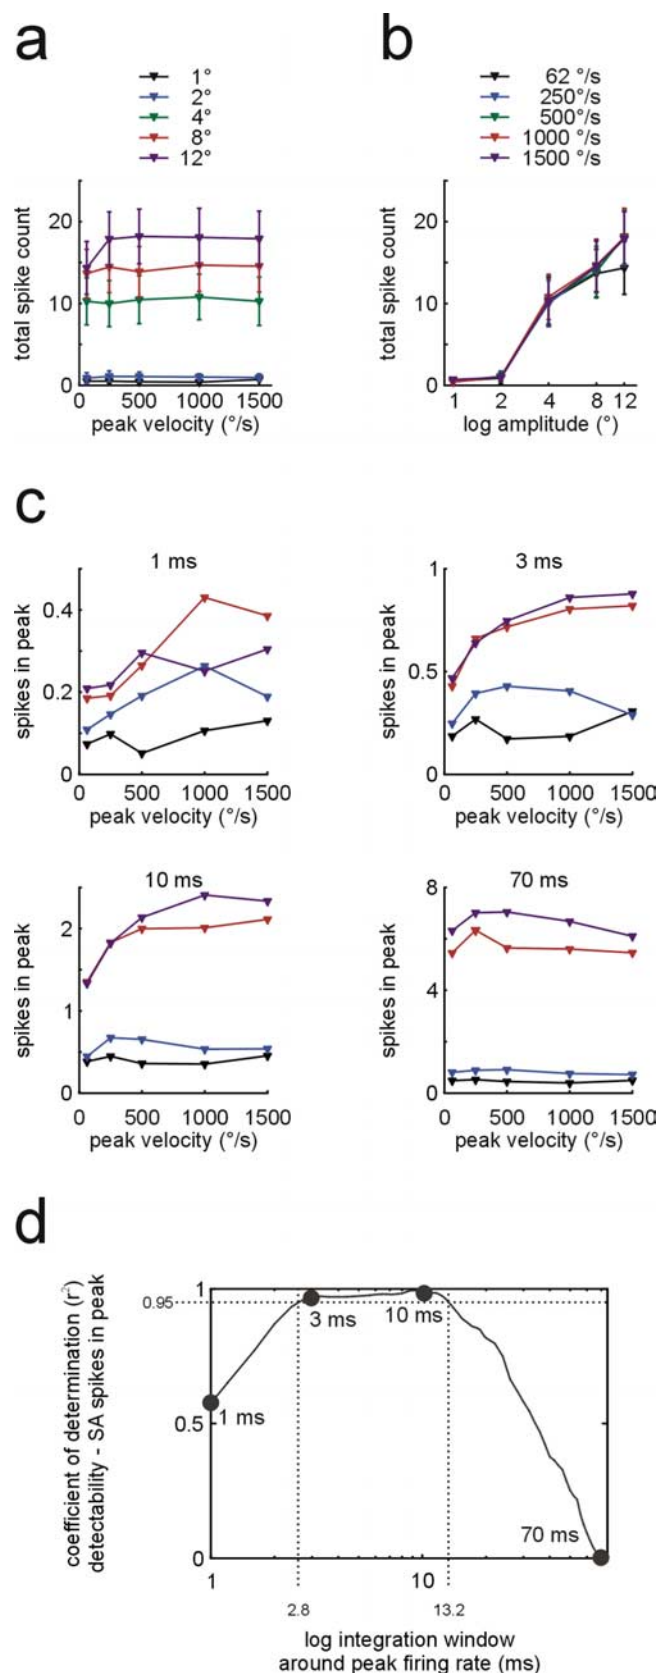 a
1°
2°
4°
8°
12°
total spike count
20
10
0
0 500 1000 1500
peak velocity (°/s)
b
62 °/s
250°/s
500°/s
1000 °/s
1500 °/s
total spike count
20
10
0
1 2 4 8 12
log amplitude (°)
c
1 ms
spikes in peak
0.4
0.2
0
0 500 1000 1500
peak velocity (°/s)
3 ms
spikes in peak
1
0.5
0
0 500 1000 1500
peak velocity (°/s)
10 ms
spikes in peak
2
1
0
0 500 1000 1500
peak velocity (°/s)
70 ms
spikes in peak
8
4
0
0 500 1000 1500
peak velocity (°/s)
d
coefficient of determination (r²)
detectability - SA spikes in peak
1
0.95
0.5
0
1 ms
3 ms
10 ms
70 ms
1 10
2.8 13.2
log integration window
around peak firing rate (ms)